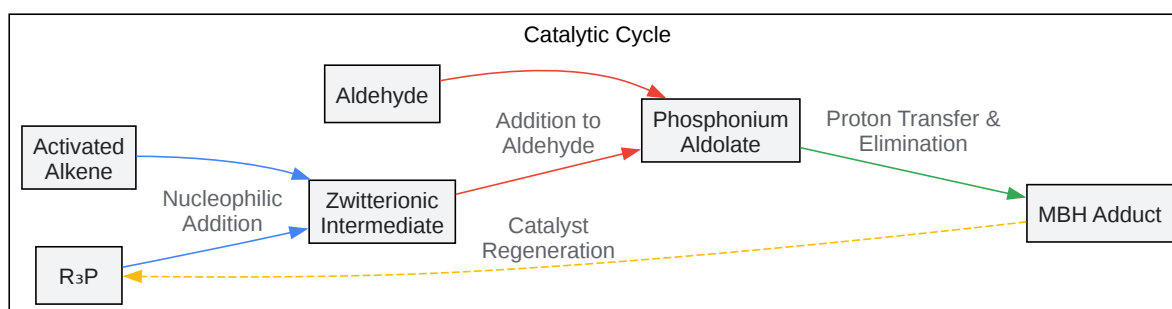 Catalytic Cycle
Aldehyde
Activated
Alkene
Nucleophilic
Addition
R₃P
Zwitterionic
Intermediate
Addition to
Aldehyde
Catalyst
Regeneration
Phosphonium
Aldolate
Proton Transfer &
Elimination
MBH Adduct